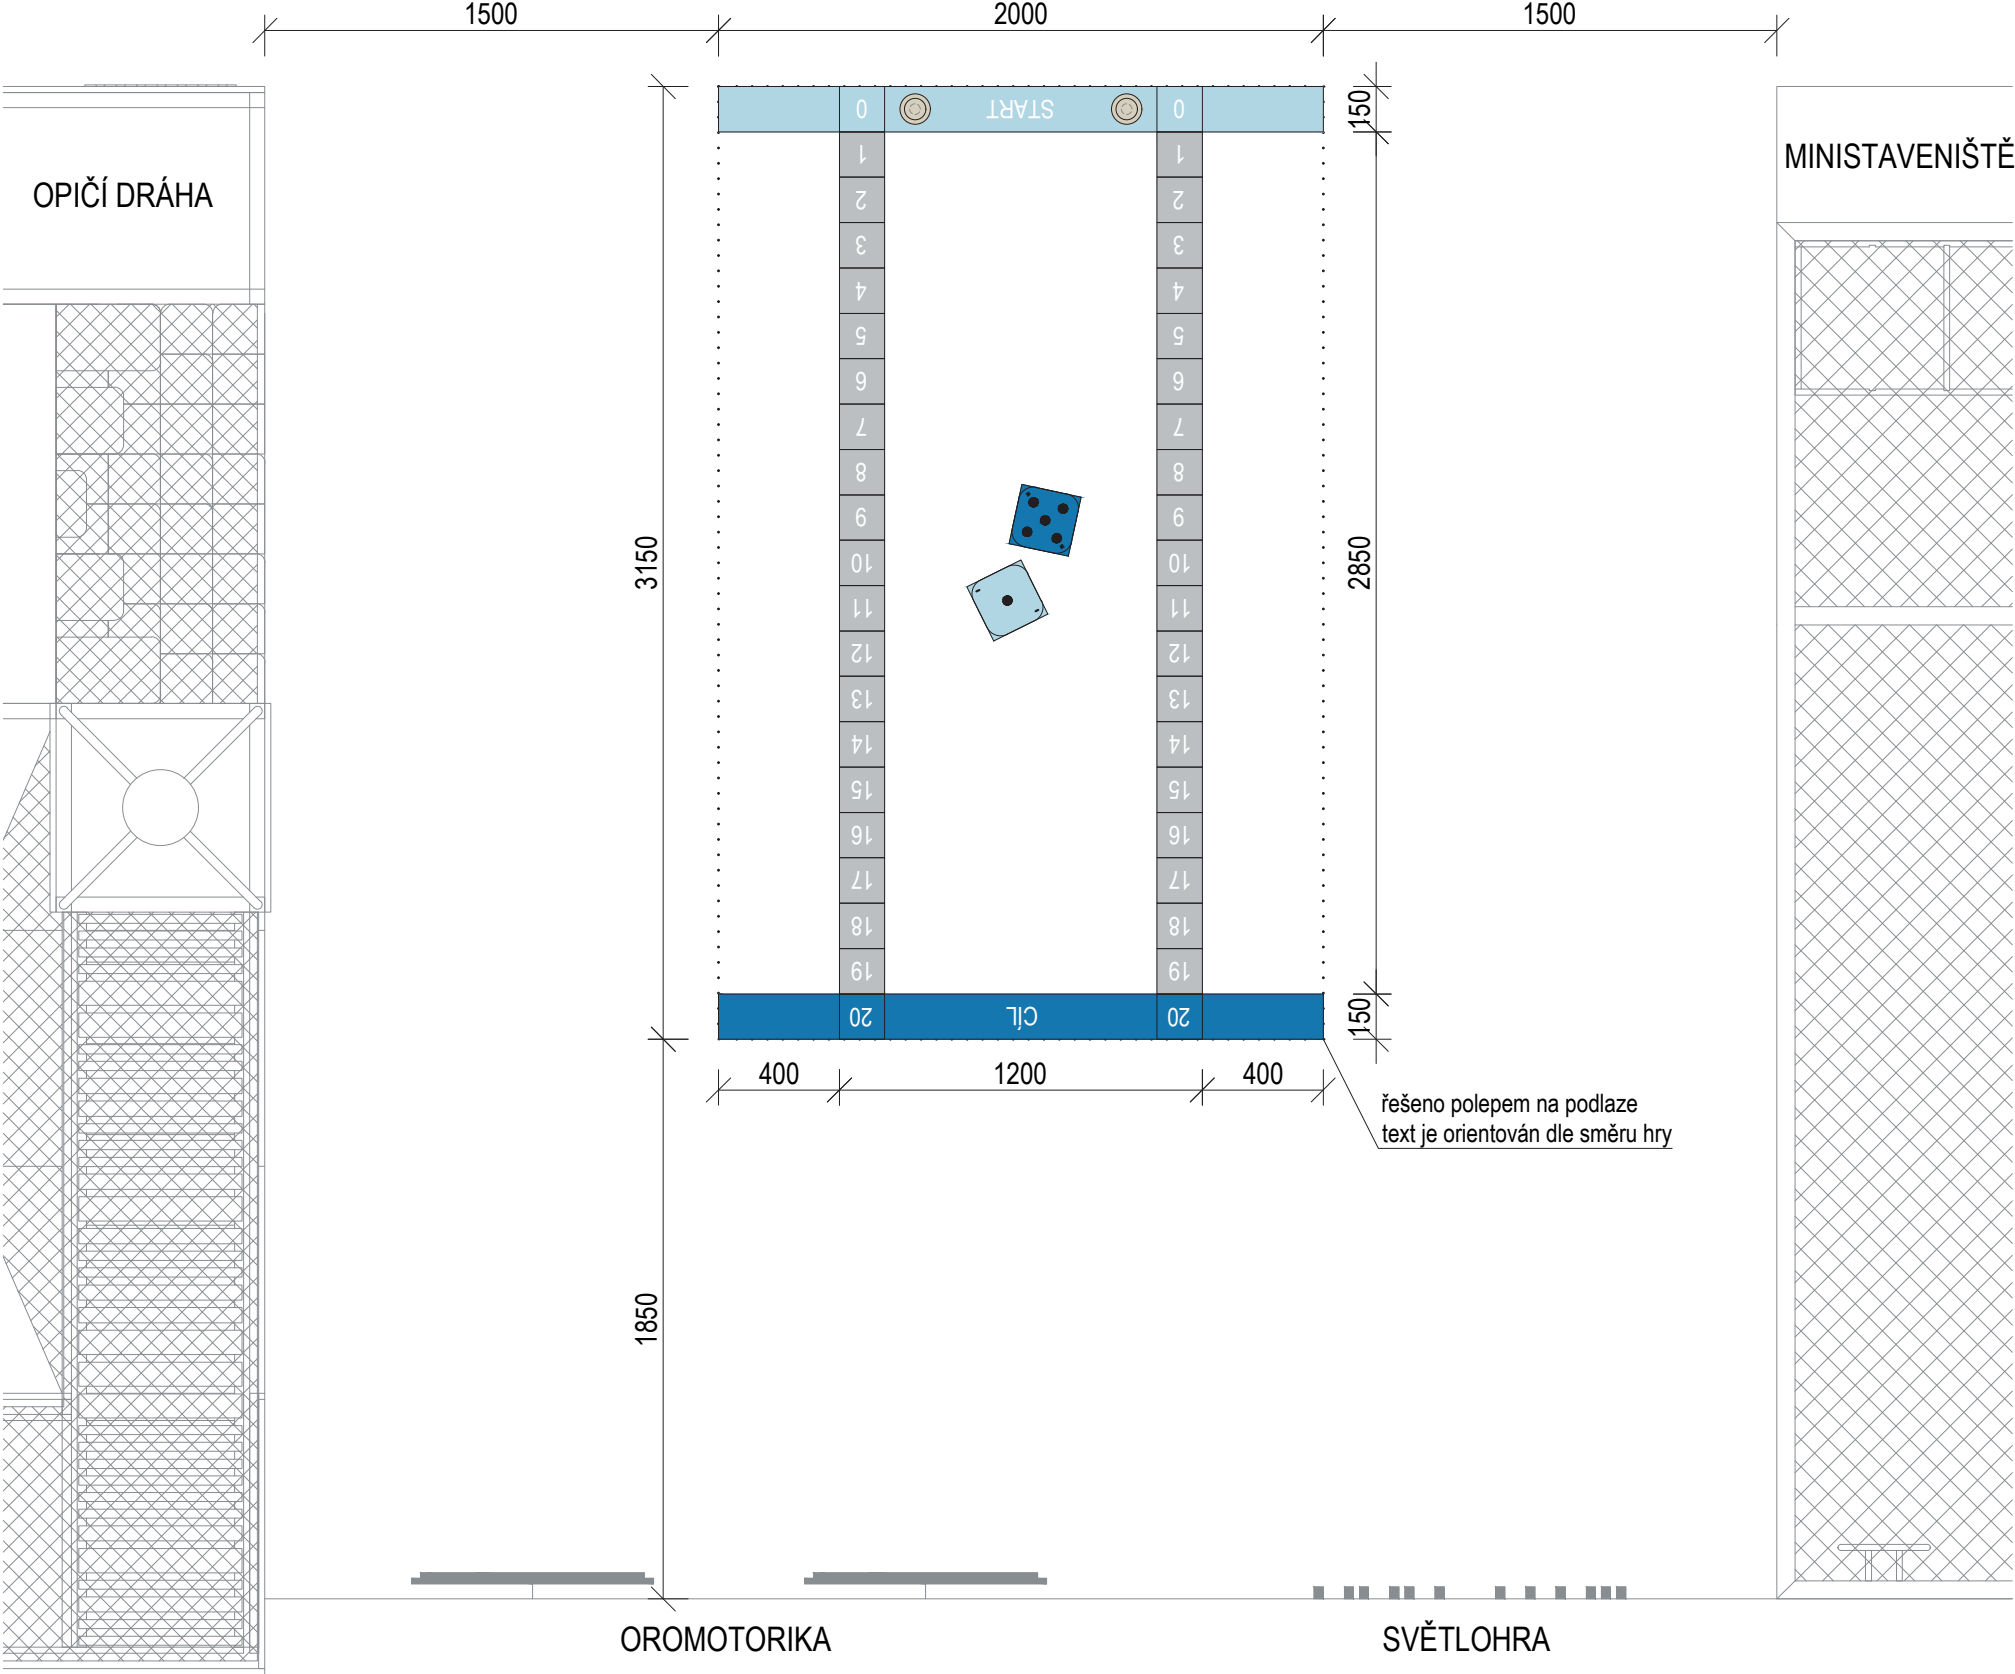 1500 2000 1500
0 START 0
150
1 1
MINISTAVENIŠTĚ
OPIČÍ DRÁHA
2 2
3 3
4 4
5 5
6 6
7 7
8 8
9 9
3150 2850
10 10
11 11
12 12
13 13
14 14
15 15
16 16
17 17
18 18
19 19
20 CÍL 20
150
400 1200 400
řešeno polepem na podlaze
text je orientován dle směru hry
1850
OROMOTORIKA SVĚTLOHRA